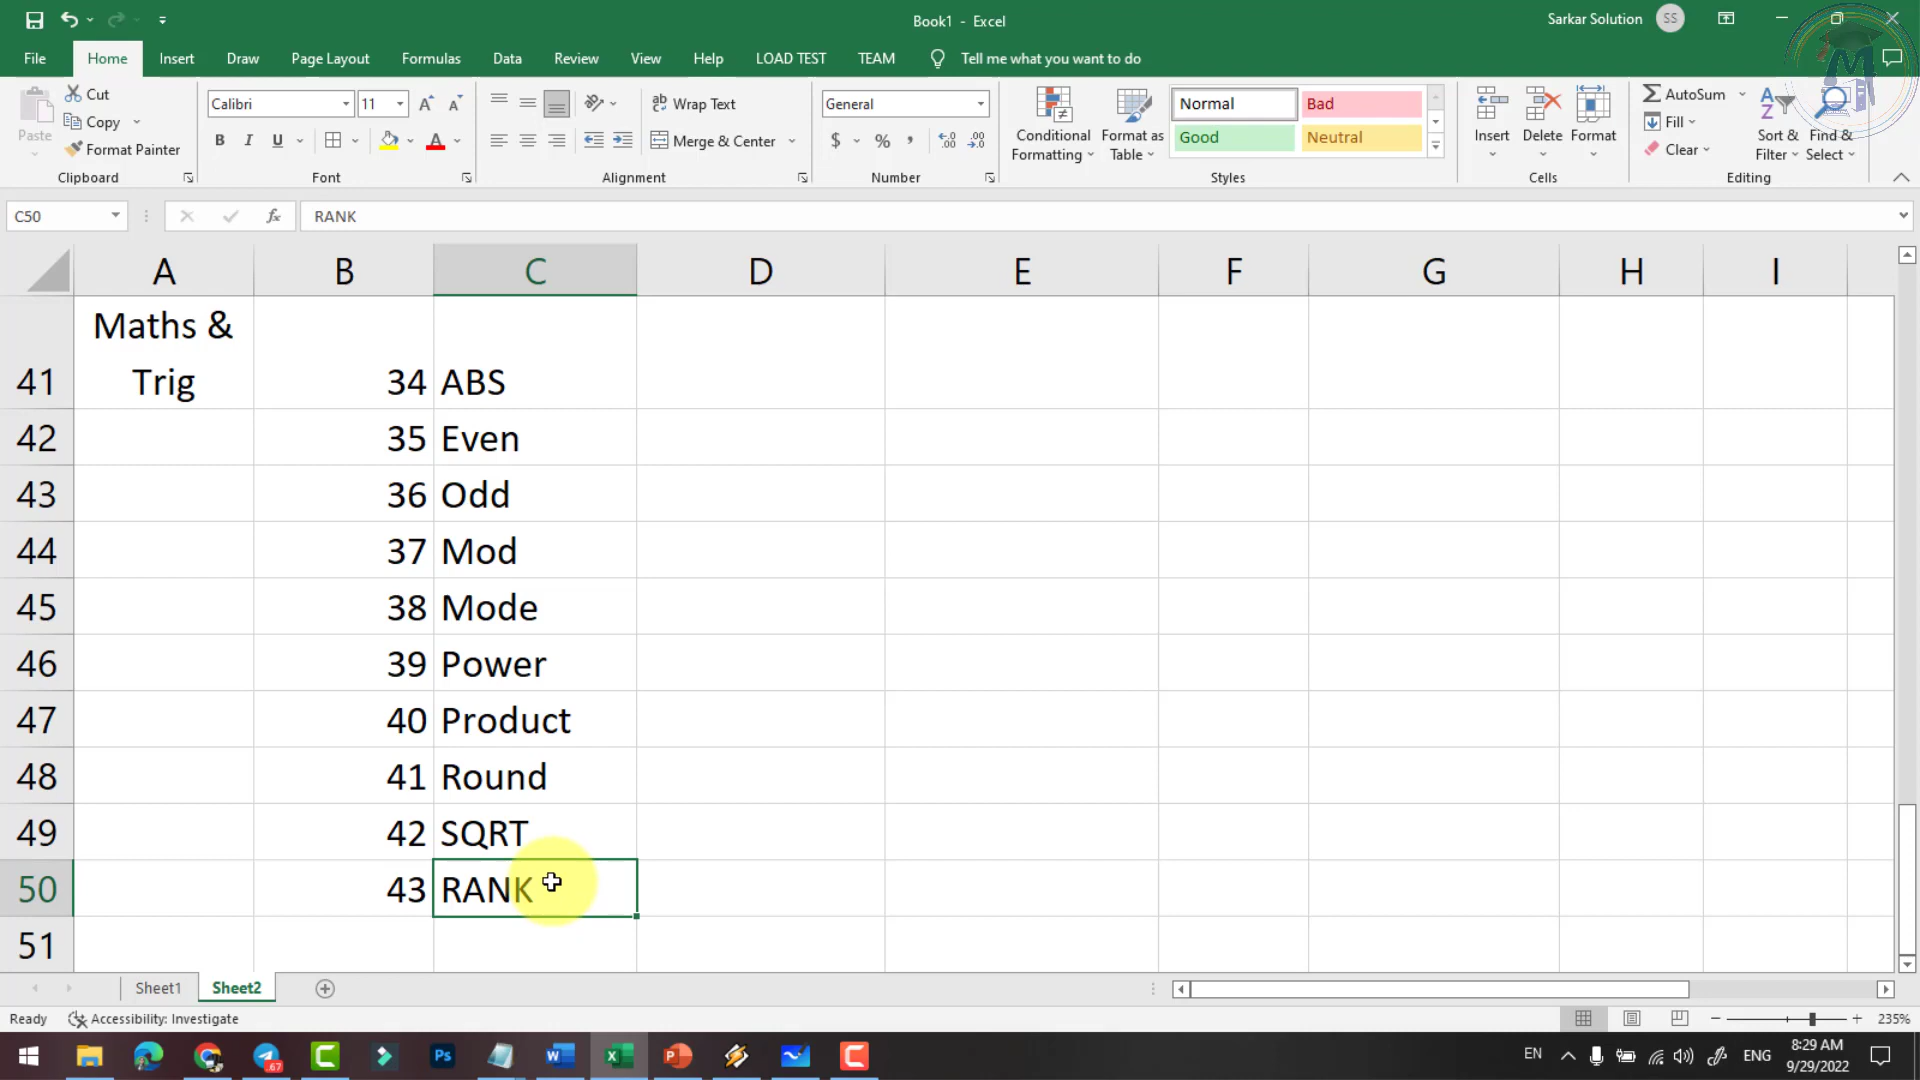 Book1 - Excel
Sarkar Solution SS
File Home Insert Draw Page Layout Formulas Data Review View Help LOAD TEST TEAM Tell me what you want to do
Paste Cut Copy Format Painter Clipboard
Calibri 11 B I U A Font
Wrap Text Merge & Center Alignment
General $ % , Number
Conditional Formatting Format as Table Normal Bad Good Neutral Styles
Insert Delete Format Cells
AutoSum Fill Clear Sort & Filter Find & Select Editing
C50 fx RANK
A B C D E F G H I
Maths &
41 Trig 34 ABS
42 35 Even
43 36 Odd
44 37 Mod
45 38 Mode
46 39 Power
47 40 Product
48 41 Round
49 42 SQRT
50 43 RANK
51
Sheet1 Sheet2
Ready Accessibility: Investigate 235%
.67 Ps EN ENG 8:29 AM
9/29/2022